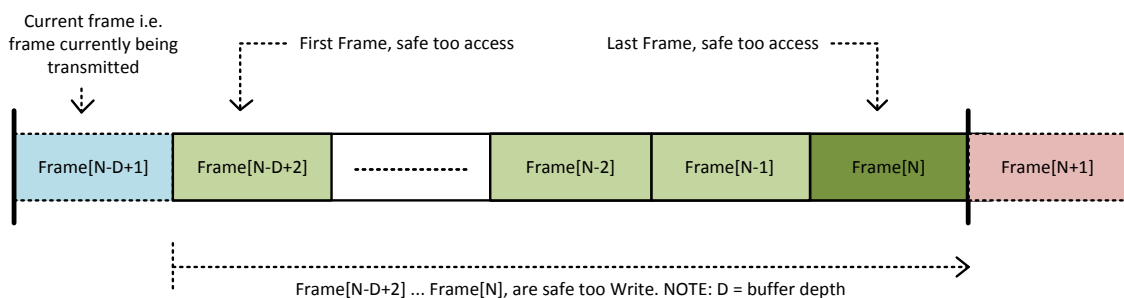 Current frame i.e.
frame currently being
transmitted
First Frame, safe too access
Last Frame, safe too access
Frame[N-D+1]
Frame[N-D+2]
Frame[N-2]
Frame[N-1]
Frame[N]
Frame[N+1]
Frame[N-D+2] ... Frame[N], are safe too Write. NOTE: D = buffer depth